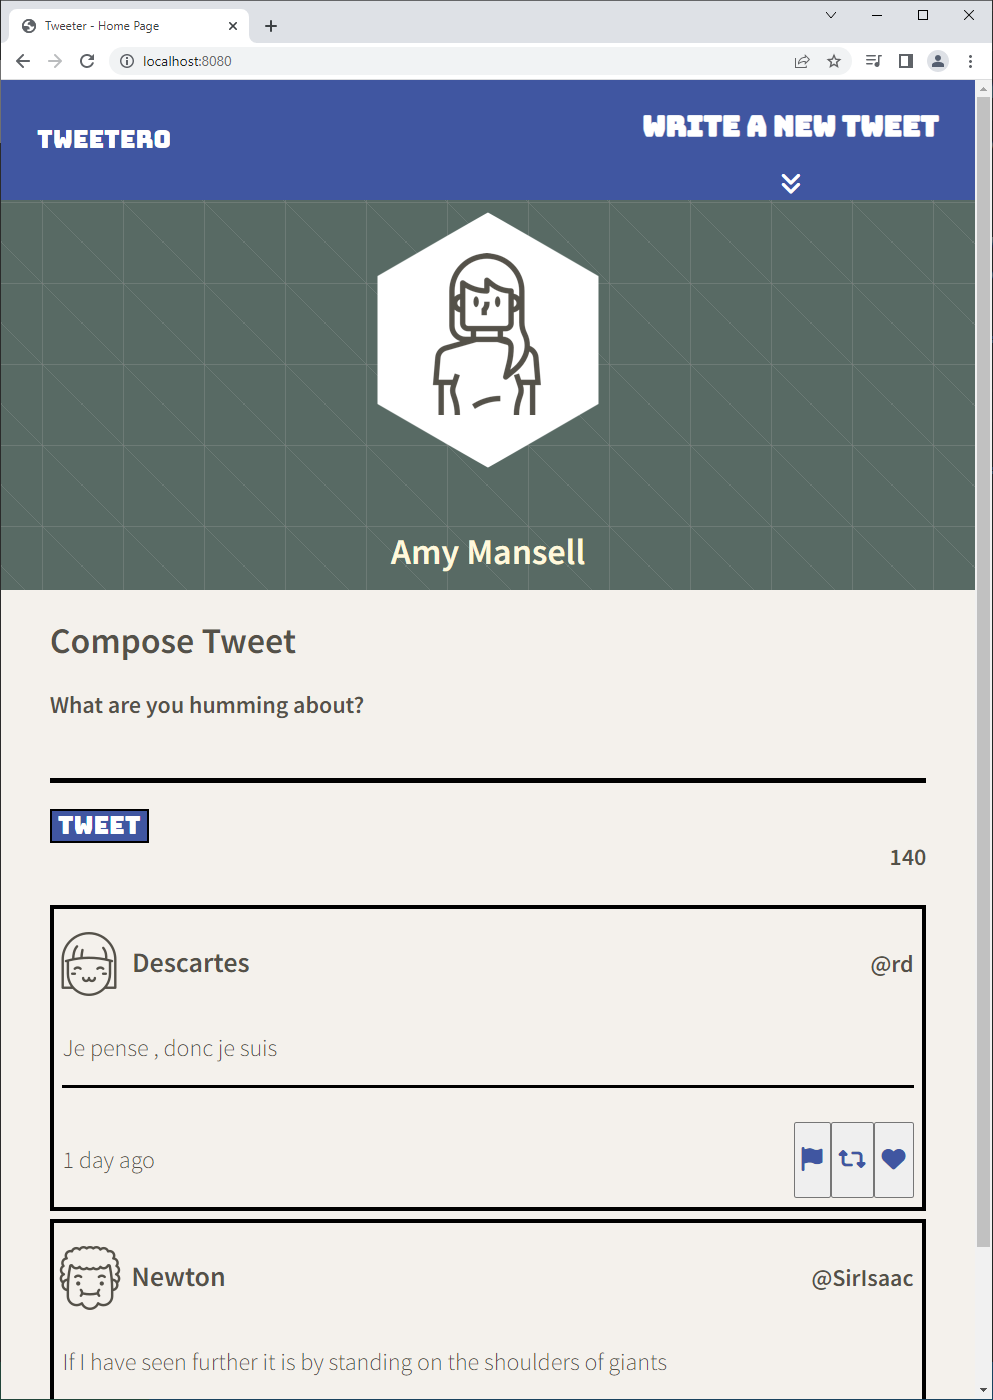 Tweeter - Home Page
localhost:8080
TWEETERO
WRITE A NEW TWEET
Amy Mansell
Compose Tweet
What are you humming about?
TWEET
140
Descartes
@rd
Je pense , donc je suis
1 day ago
Newton
@SirIsaac
If I have seen further it is by standing on the shoulders of giants